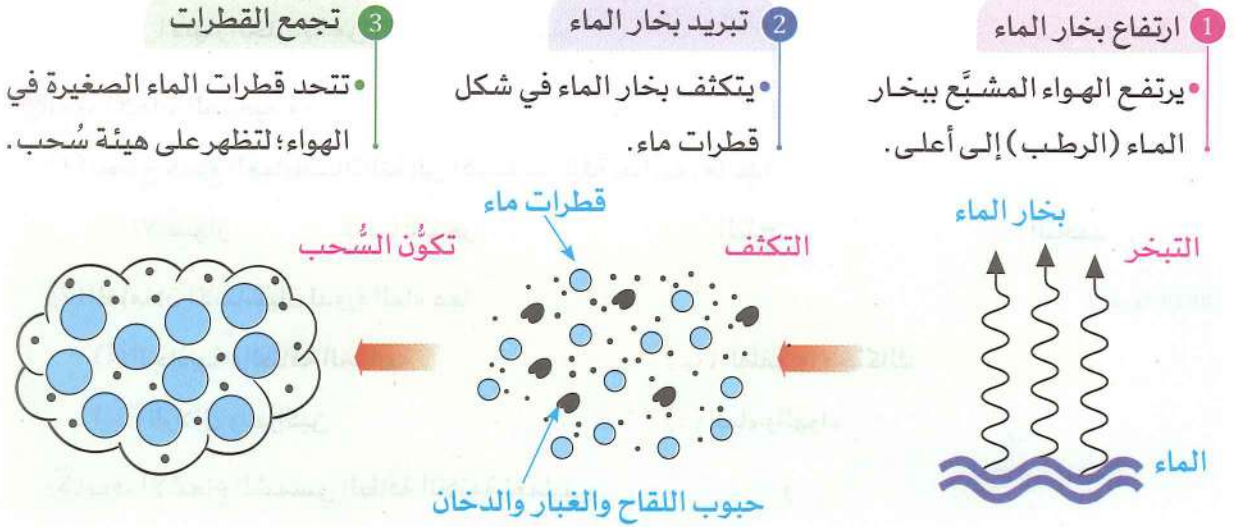 1 ارتفاع بخار الماء
• يرتفع الهواء المشبَّع ببخار
الماء (الرطب) إلى أعلى.
2 تبريد بخار الماء
• يتكثف بخار الماء في شكل
قطرات ماء.
3 تجمع القطرات
• تتحد قطرات الماء الصغيرة في
الهواء؛ لتظهر على هيئة سُحب.
بخار الماء
التبخر
الماء
قطرات ماء
التكثف
حبوب اللقاح والغبار والدخان
تكوُّن السُّحب